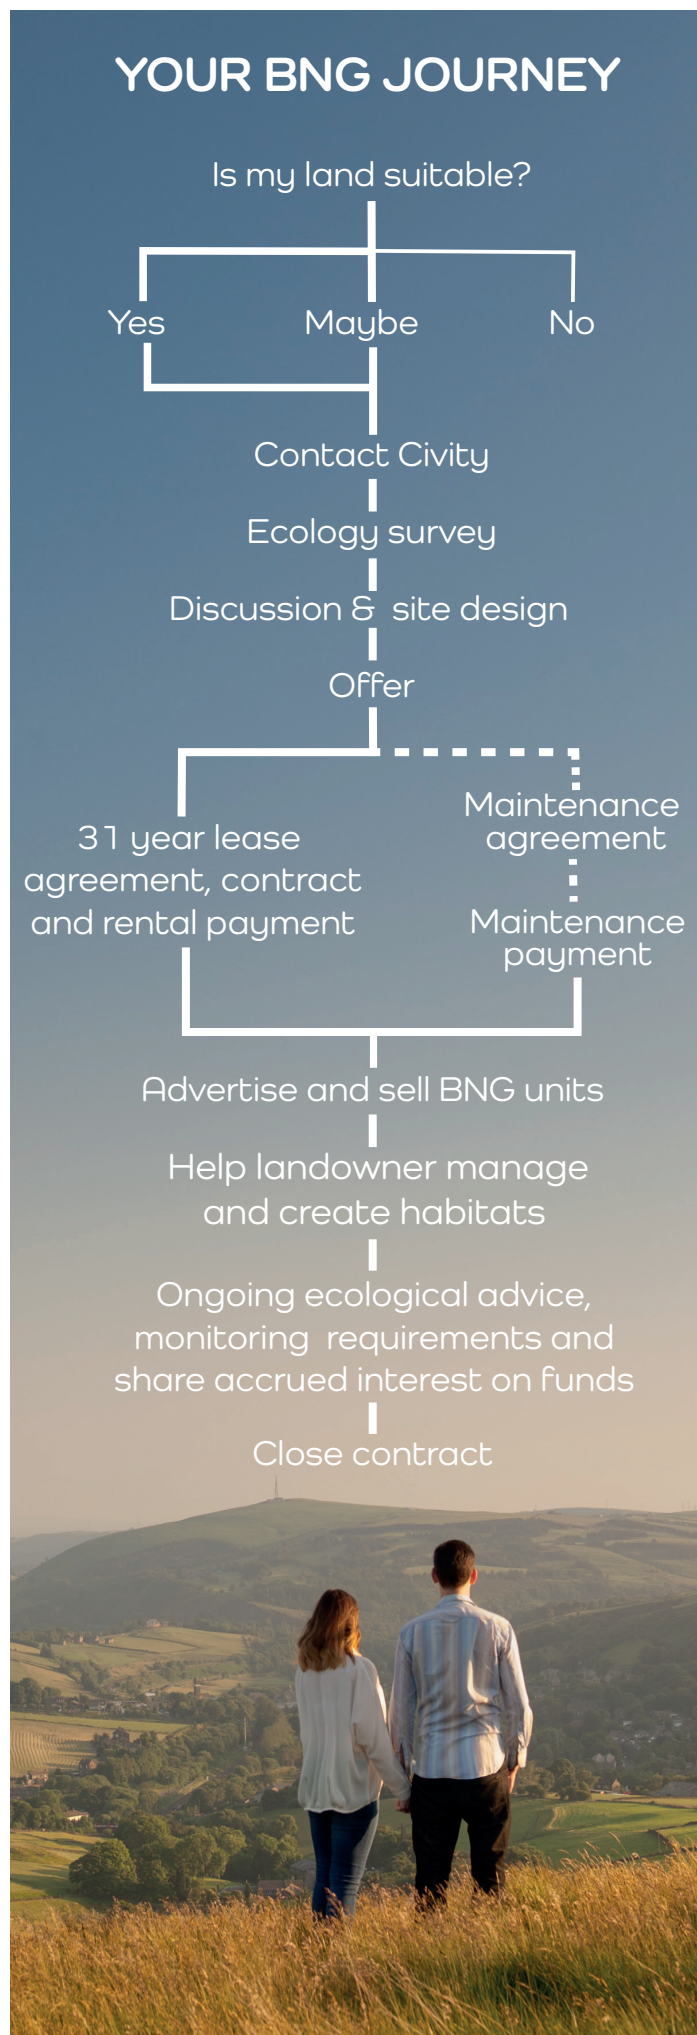 YOUR BNG JOURNEY
Is my land suitable?
Yes
Maybe
No
Contact Civity
Ecology survey
Discussion & site design
Offer
31 year lease
agreement, contract
and rental payment
Maintenance
agreement
Maintenance
payment
Advertise and sell BNG units
Help landowner manage
and create habitats
Ongoing ecological advice,
monitoring requirements and
share accrued interest on funds
Close contract